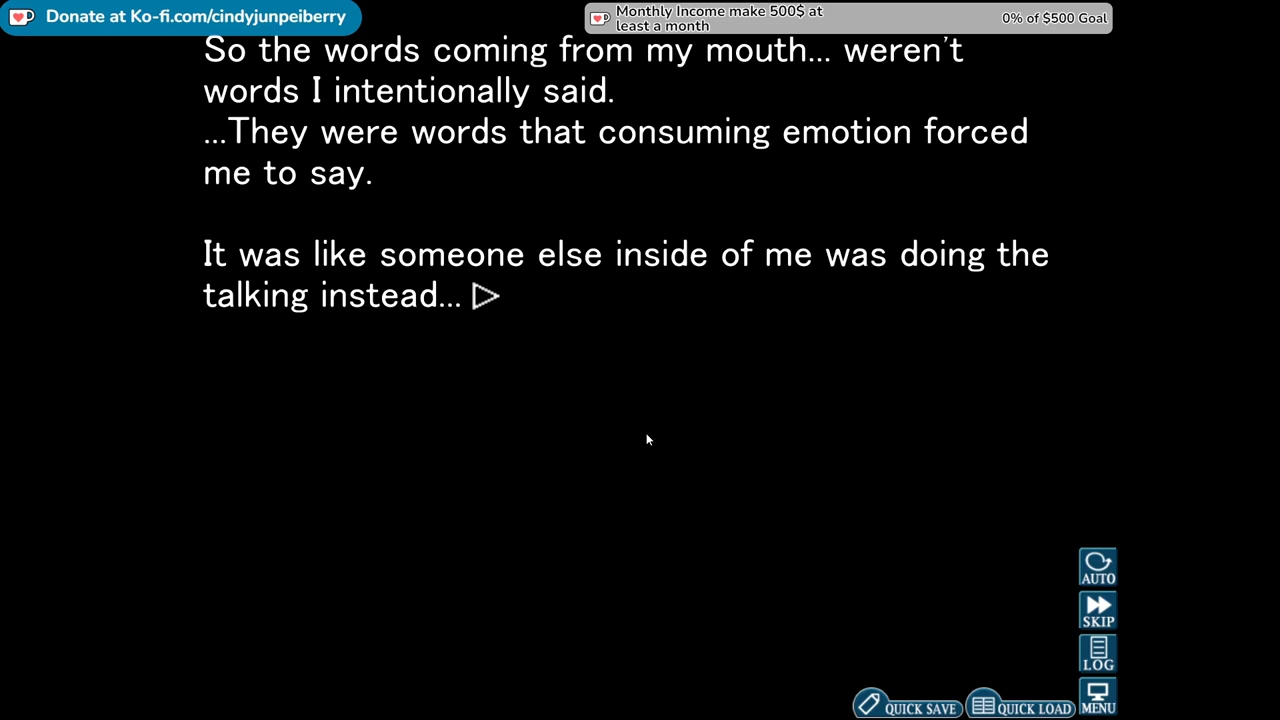 Donate at Ko-fi.com/cindyjunpeiberry
Monthly Income make 500$ at
least a month
0% of $500 Goal
So the words coming from my mouth... weren't
words I intentionally said.
...They were words that consuming emotion forced
me to say.
It was like someone else inside of me was doing the
talking instead...
AUTO
SKIP
LOG
MENU
QUICK SAVE
QUICK LOAD